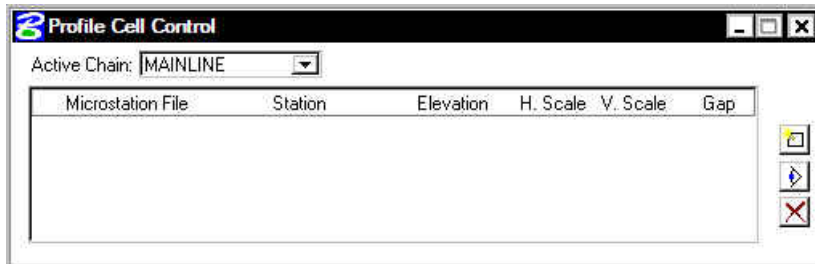 Profile Cell Control
Active Chain: MAINLINE
Microstation File Station Elevation H. Scale V. Scale Gap